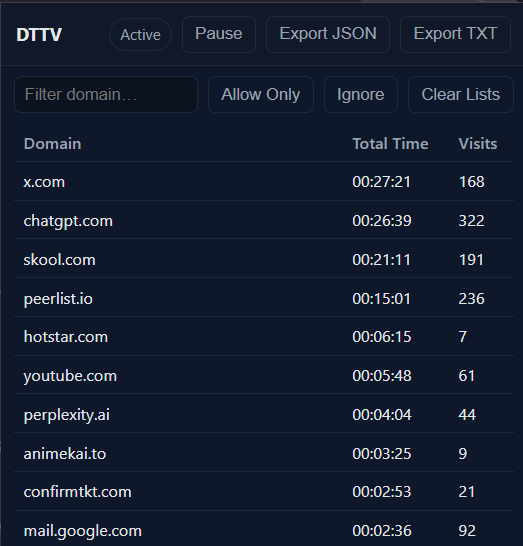 DTTV Active Pause Export JSON Export TXT
Filter domain... Allow Only Ignore Clear Lists
Domain Total Time Visits
x.com 00:27:21 168
chatgpt.com 00:26:39 322
skool.com 00:21:11 191
peerlist.io 00:15:01 236
hotstar.com 00:06:15 7
youtube.com 00:05:48 61
perplexity.ai 00:04:04 44
animekai.to 00:03:25 9
confirmtkt.com 00:02:53 21
mail.google.com 00:02:36 92